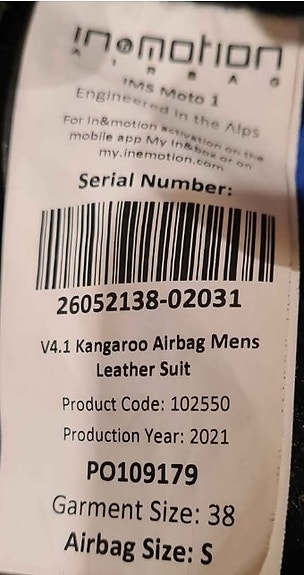 in&motion
AIRBAG
IMS Moto 1
Engineered in the Alps
For In&motion activation on the
mobile app My In&box or on
my.inemotion.com
Serial Number:
26052138-02031
V4.1 Kangaroo Airbag Mens
Leather Suit
Product Code: 102550
Production Year: 2021
PO109179
Garment Size: 38
Airbag Size: S